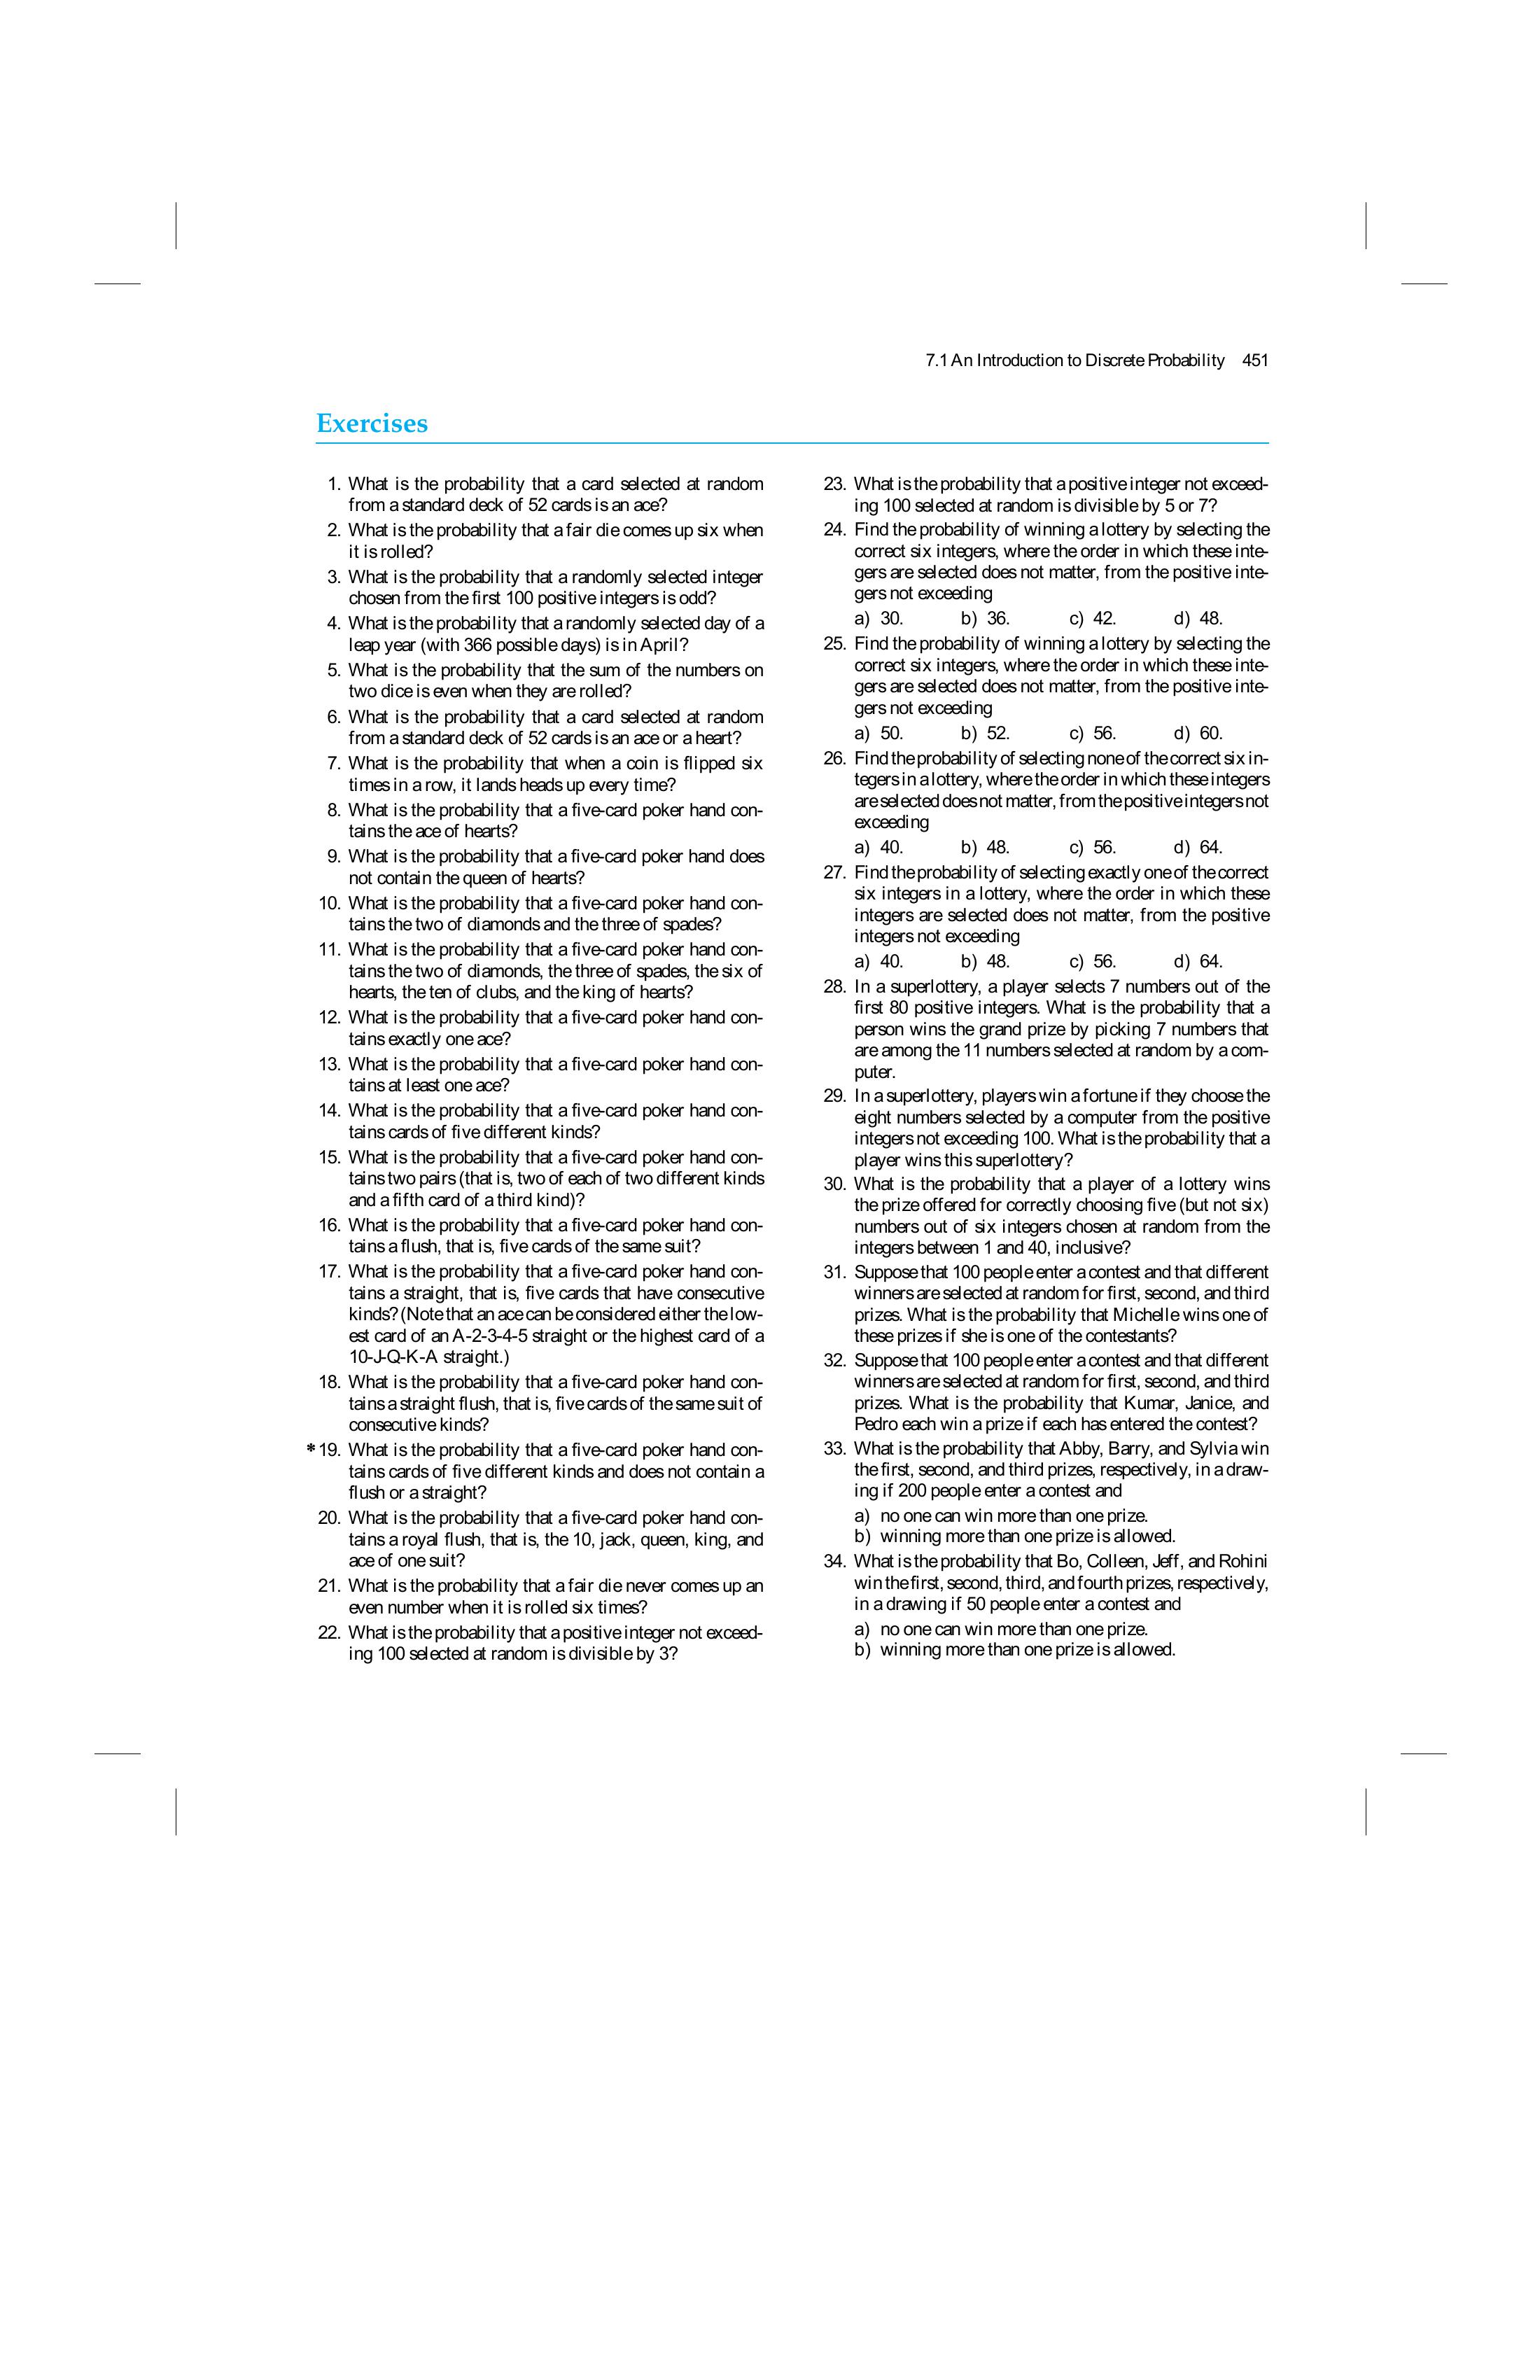 7.1 An Introduction to Discrete Probability 451
Exercises
1. What is the probability that a card selected at random
from a standard deck of 52 cards is an ace?
2. What is the probability that a fair die comes up six when
it is rolled?
3. What is the probability that a randomly selected integer
chosen from the first 100 positive integers is odd?
4. What is the probability that a randomly selected day of a
leap year (with 366 possible days) is in April?
5. What is the probability that the sum of the numbers on
two dice is even when they are rolled?
6. What is the probability that a card selected at random
from a standard deck of 52 cards is an ace or a heart?
7. What is the probability that when a coin is flipped six
times in a row, it lands heads up every time?
8. What is the probability that a five-card poker hand con-
tains the ace of hearts?
9. What is the probability that a five-card poker hand does
not contain the queen of hearts?
10. What is the probability that a five-card poker hand con-
tains the two of diamonds and the three of spades?
11. What is the probability that a five-card poker hand con-
tains the two of diamonds, the three of spades, the six of
hearts, the ten of clubs, and the king of hearts?
12. What is the probability that a five-card poker hand con-
tains exactly one ace?
13. What is the probability that a five-card poker hand con-
tains at least one ace?
14. What is the probability that a five-card poker hand con-
tains cards of five different kinds?
15. What is the probability that a five-card poker hand con-
tains two pairs (that is, two of each of two different kinds
and a fifth card of a third kind)?
16. What is the probability that a five-card poker hand con-
tains a flush, that is, five cards of the same suit?
17. What is the probability that a five-card poker hand con-
tains a straight, that is, five cards that have consecutive
kinds? (Note that an ace can be considered either the low-
est card of an A-2-3-4-5 straight or the highest card of a
10-J-Q-K-A straight.)
18. What is the probability that a five-card poker hand con-
tains a straight flush, that is, five cards of the same suit of
consecutive kinds?
*19. What is the probability that a five-card poker hand con-
tains cards of five different kinds and does not contain a
flush or a straight?
20. What is the probability that a five-card poker hand con-
tains a royal flush, that is, the 10, jack, queen, king, and
ace of one suit?
21. What is the probability that a fair die never comes up an
even number when it is rolled six times?
22. What is the probability that a positive integer not exceed-
ing 100 selected at random is divisible by 3?
23. What is the probability that a positive integer not exceed-
ing 100 selected at random is divisible by 5 or 7?
24. Find the probability of winning a lottery by selecting the
correct six integers, where the order in which these inte-
gers are selected does not matter, from the positive inte-
gers not exceeding
a) 30. b) 36. c) 42. d) 48.
25. Find the probability of winning a lottery by selecting the
correct six integers, where the order in which these inte-
gers are selected does not matter, from the positive inte-
gers not exceeding
a) 50. b) 52. c) 56. d) 60.
26. Find the probability of selecting none of the correct six in-
tegers in a lottery, where the order in which these integers
are selected does not matter, from the positive integers not
exceeding
a) 40. b) 48. c) 56. d) 64.
27. Find the probability of selecting exactly one of the correct
six integers in a lottery, where the order in which these
integers are selected does not matter, from the positive
integers not exceeding
a) 40. b) 48. c) 56. d) 64.
28. In a superlottery, a player selects 7 numbers out of the
first 80 positive integers. What is the probability that a
person wins the grand prize by picking 7 numbers that
are among the 11 numbers selected at random by a com-
puter.
29. In a superlottery, players win a fortune if they choose the
eight numbers selected by a computer from the positive
integers not exceeding 100. What is the probability that a
player wins this superlottery?
30. What is the probability that a player of a lottery wins
the prize offered for correctly choosing five (but not six)
numbers out of six integers chosen at random from the
integers between 1 and 40, inclusive?
31. Suppose that 100 people enter a contest and that different
winners are selected at random for first, second, and third
prizes. What is the probability that Michelle wins one of
these prizes if she is one of the contestants?
32. Suppose that 100 people enter a contest and that different
winners are selected at random for first, second, and third
prizes. What is the probability that Kumar, Janice, and
Pedro each win a prize if each has entered the contest?
33. What is the probability that Abby, Barry, and Sylvia win
the first, second, and third prizes, respectively, in a draw-
ing if 200 people enter a contest and
a) no one can win more than one prize.
b) winning more than one prize is allowed.
34. What is the probability that Bo, Colleen, Jeff, and Rohini
win the first, second, third, and fourth prizes, respectively,
in a drawing if 50 people enter a contest and
a) no one can win more than one prize.
b) winning more than one prize is allowed.